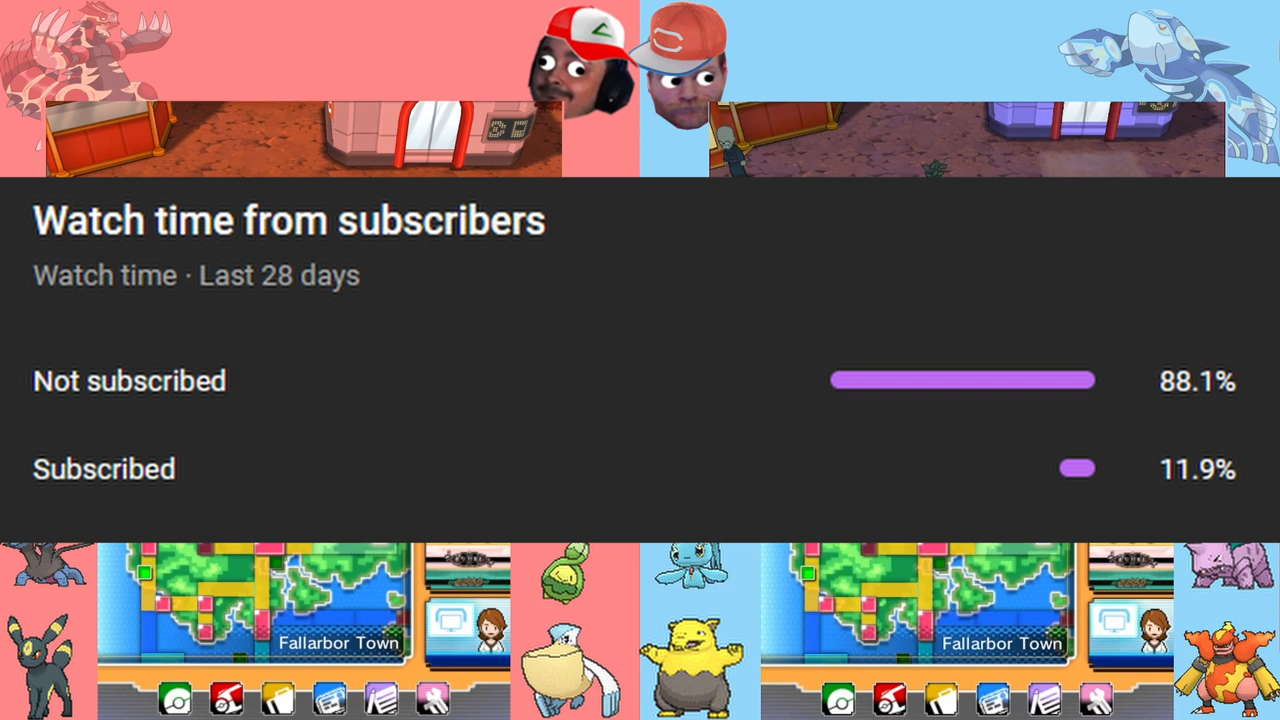 Watch time from subscribers
Watch time · Last 28 days
Not subscribed 88.1%
Subscribed 11.9%
Fallarbor Town Fallarbor Town